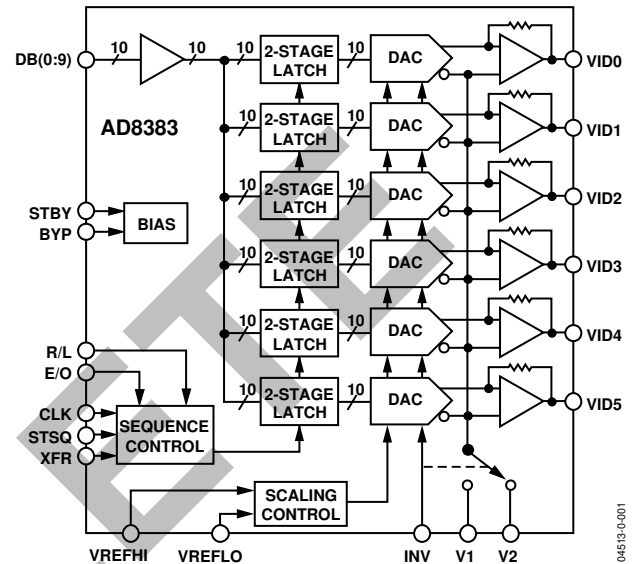 DB(0:9) 10 10 10 2-STAGE LATCH 10 DAC VID0
AD8383 10 2-STAGE LATCH 10 DAC VID1
10 2-STAGE LATCH 10 DAC VID2
STBY
BYP
BIAS
10 2-STAGE LATCH 10 DAC VID3
10 2-STAGE LATCH 10 DAC VID4
R/L
E/O
10 2-STAGE LATCH 10 DAC VID5
CLK
STSQ
XFR
SEQUENCE
CONTROL
SCALING
CONTROL
VREFHI VREFLO INV V1 V2
04513-0-001
ETE